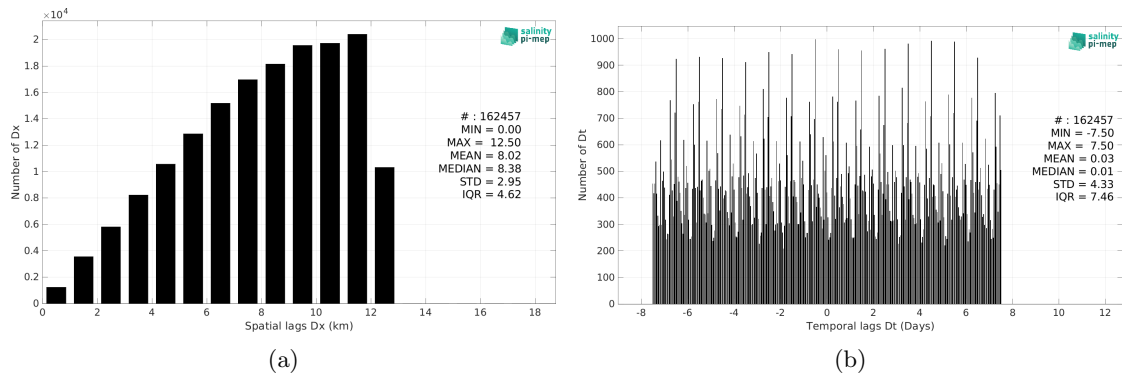 ×10⁴
2
1.8
1.6
1.4
1.2
1
0.8
0.6
0.4
0.2
0
Number of Dx
salinity
pi-mep
# : 162457
MIN = 0.00
MAX = 12.50
MEAN = 8.02
MEDIAN = 8.38
STD = 2.95
IQR = 4.62
0 2 4 6 8 10 12 14 16 18
Spatial lags Dx (km)
(a)
1000
900
800
700
600
500
400
300
200
100
0
Number of Dt
salinity
pi-mep
# : 162457
MIN = -7.50
MAX = 7.50
MEAN = 0.03
MEDIAN = 0.01
STD = 4.33
IQR = 7.46
-8 -6 -4 -2 0 2 4 6 8 10 12
Temporal lags Dt (Days)
(b)